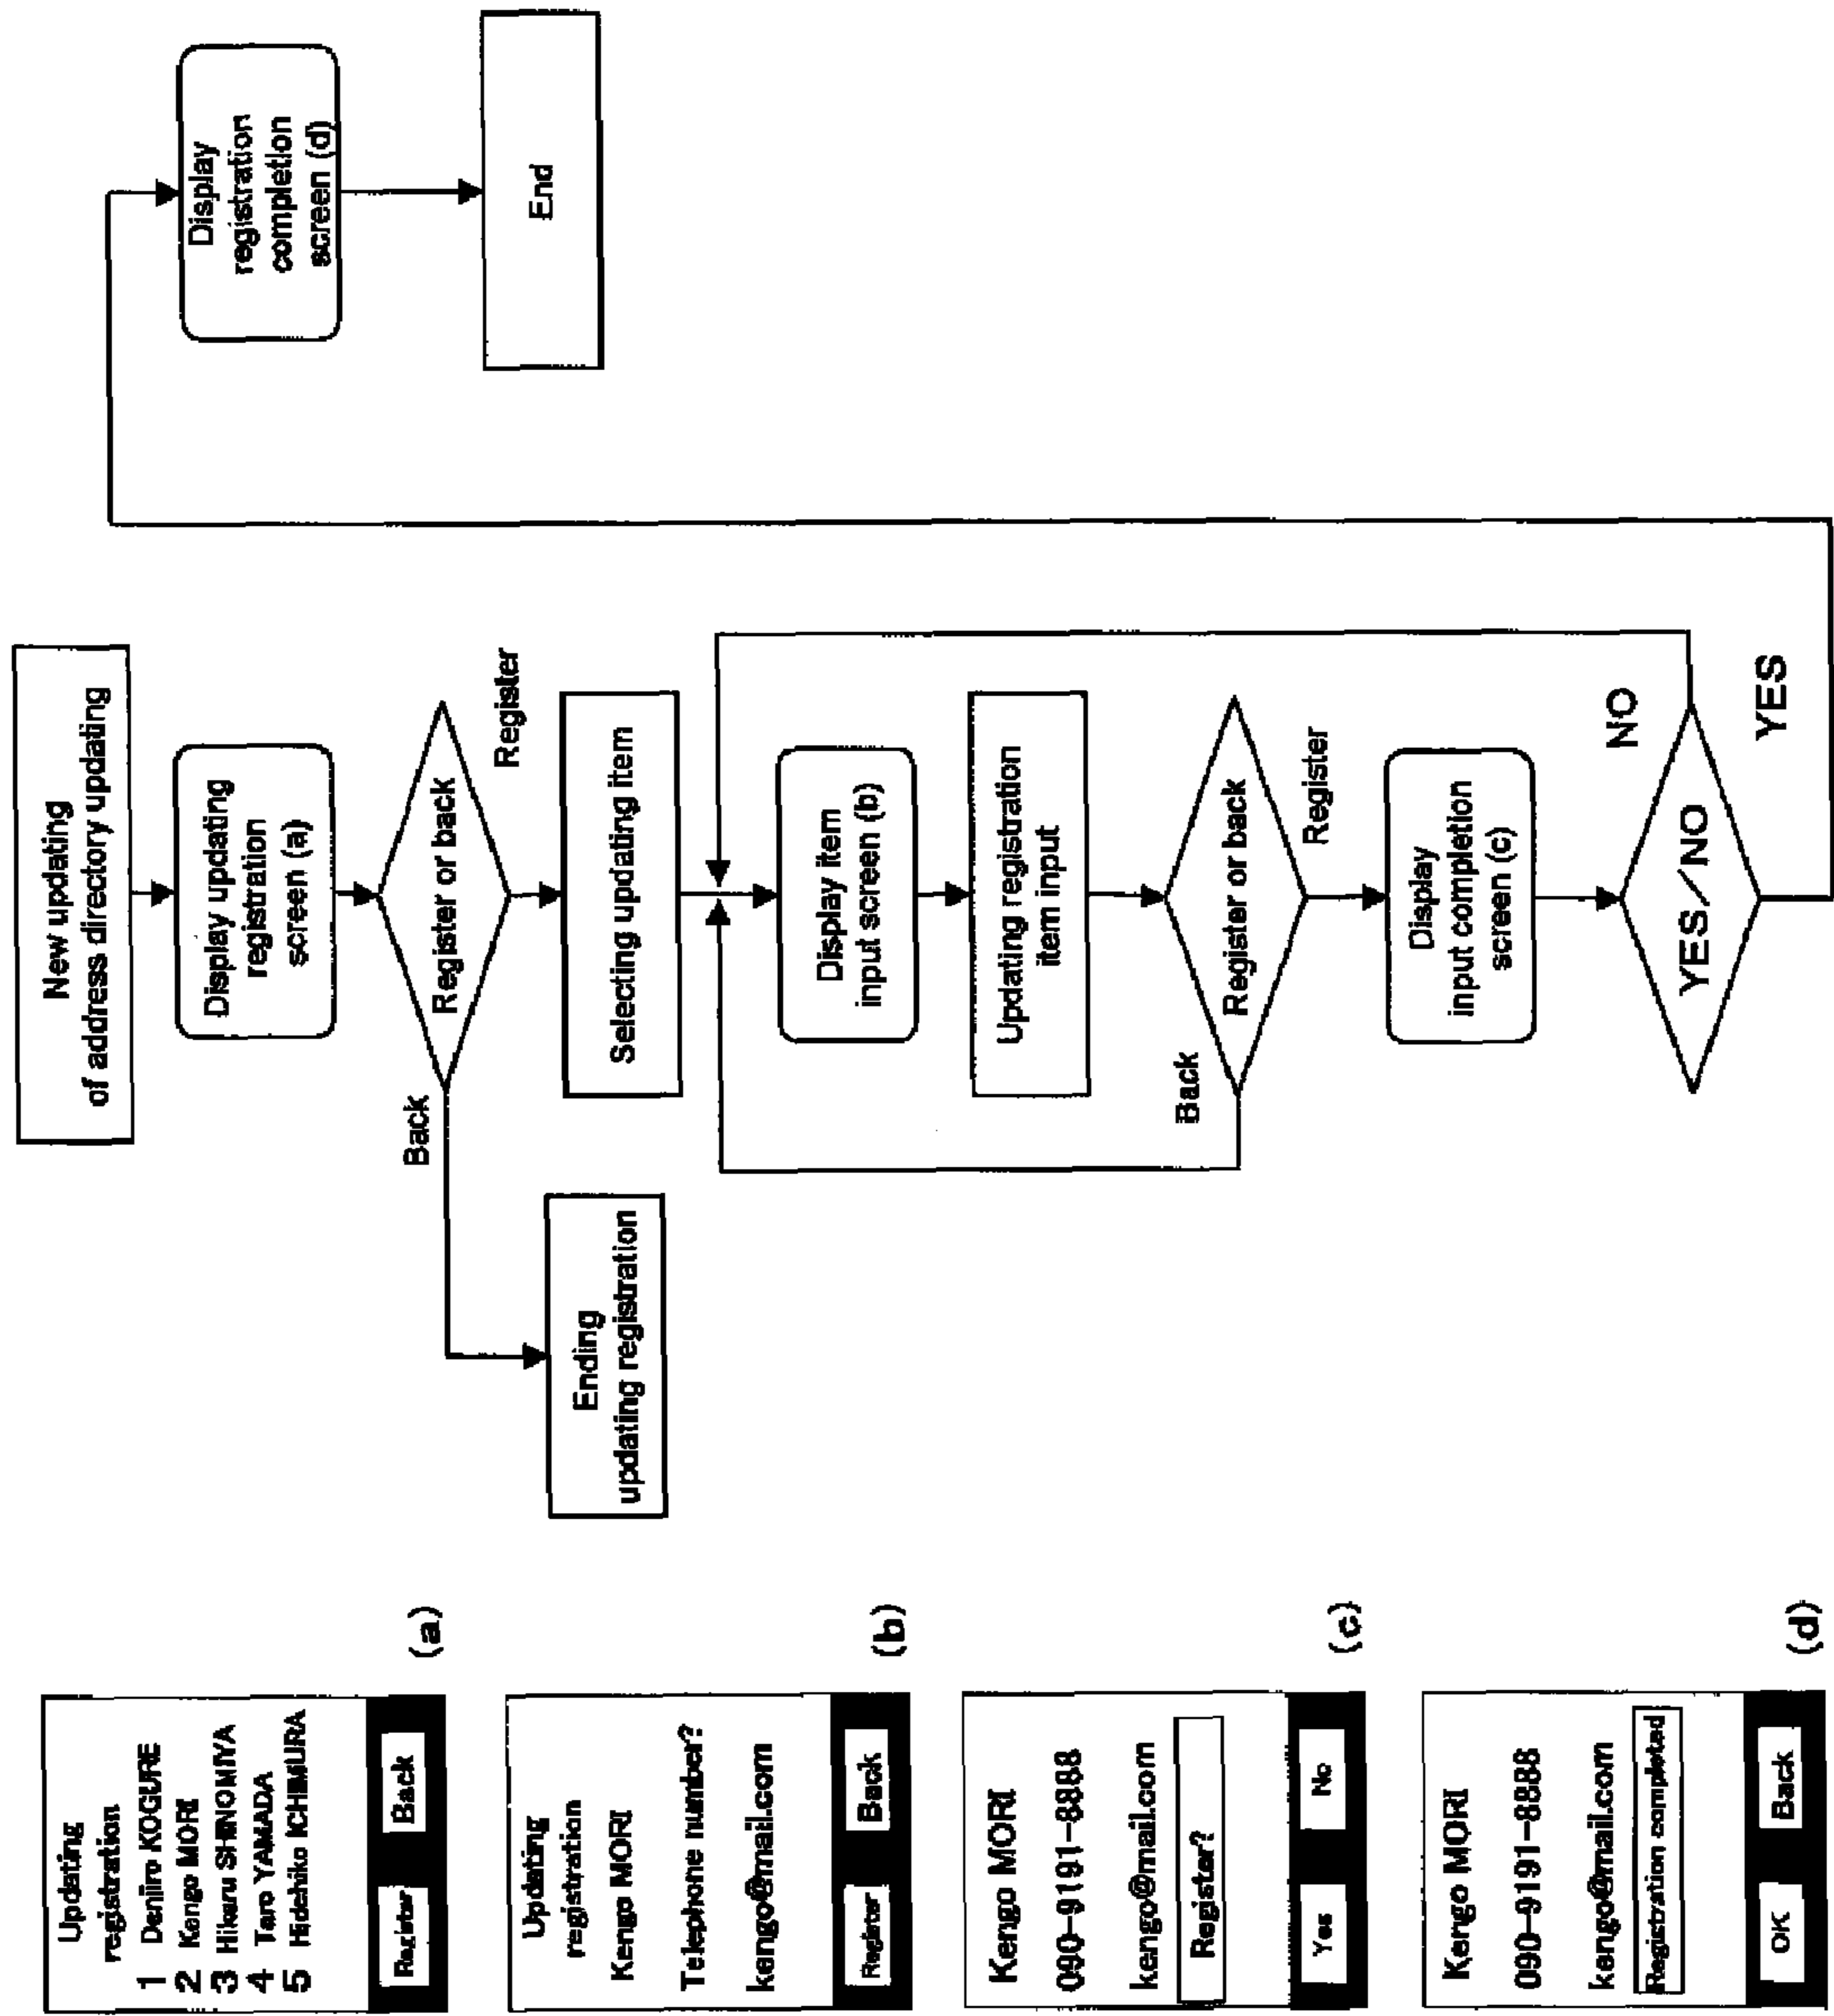 Updating
registration
1 Denjiro KOGURE
2 Kengo MORI
3 Hikaru SHINOMIYA
4 Taro YAMADA
5 Hidehiko ICHIMURA
Register Back
(a)
Updating
registration
Kengo MORI
Telephone number?
kengo@mail.com
Register Back
(b)
Kengo MORI
090-9191-8888
kengo@mail.com
Register?
Yes No
(c)
Kengo MORI
090-9191-8888
kengo@mail.com
Registration completed
OK Back
(d)
New updating
of address directory updating
Display updating
registration
screen (a)
Register or back
Back
Register
Ending
updating registration
Selecting updating item
Display item
input screen (b)
Updating registration
item input
Register or back
Back
Register
Display
input completion
screen (c)
YES/NO
NO
YES
Display
registration
completion
screen (d)
End